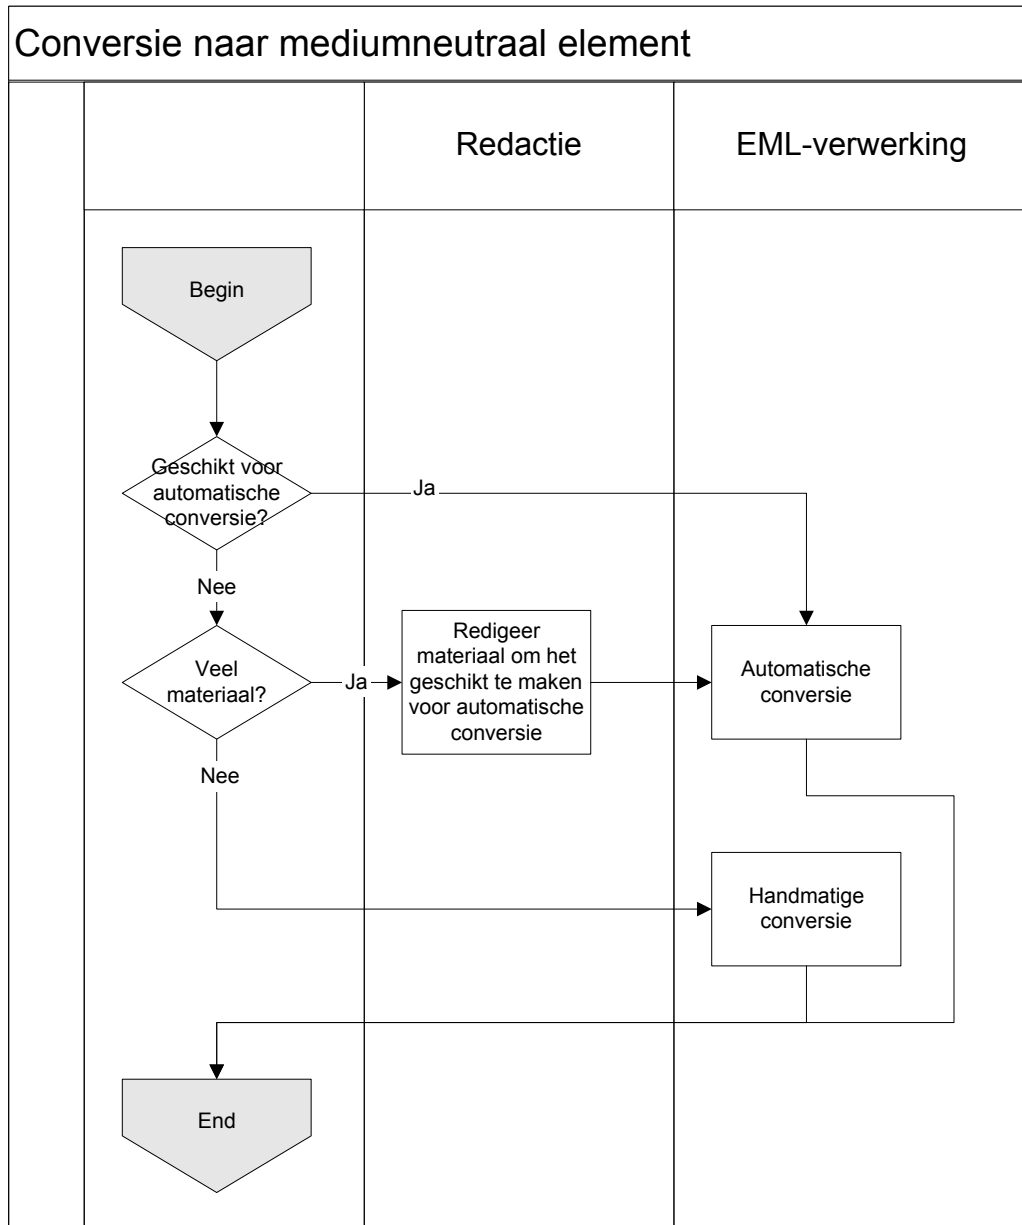 Conversie naar mediumneutraal element
Redactie
EML-verwerking
Begin
Geschikt voor
automatische
conversie?
Ja
Nee
Veel
materiaal?
Ja
Redigeer
materiaal om het
geschikt te maken
voor automatische
conversie
Automatische
conversie
Nee
Handmatige
conversie
End